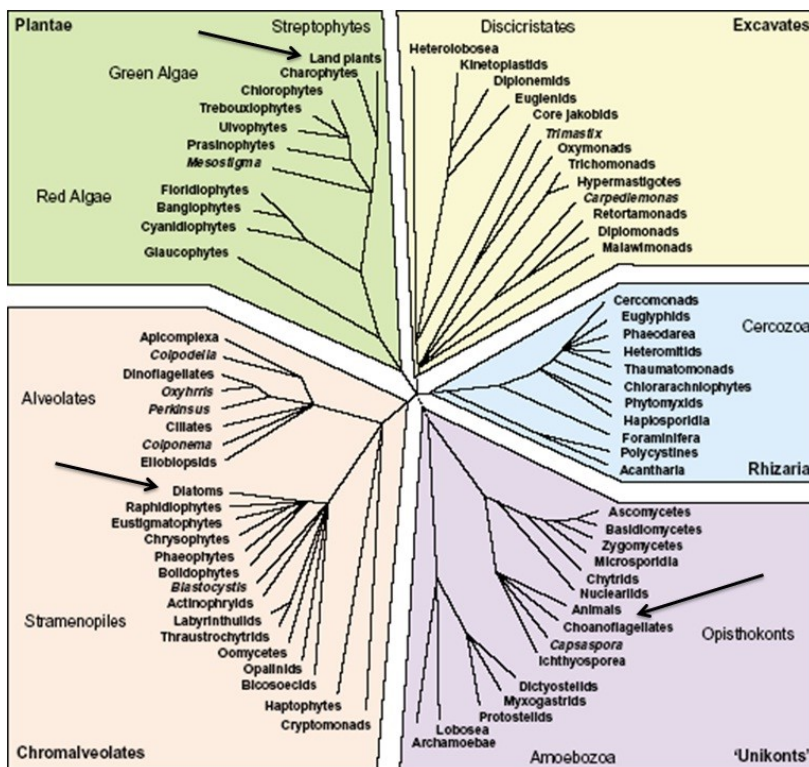 Plantae
Streptophytes
Land plants
Charophytes
Green Algae
Chlorophytes
Trebouxiophytes
Ulvophytes
Prasinophytes
Mesostigma
Red Algae
Floridiophytes
Bangiophytes
Cyanidiophytes
Glaucophytes
Discicristates
Excavates
Heterolobosea
Kinetoplastids
Diplonemids
Euglenids
Core jakobids
Trimastix
Oxymonads
Trichomonads
Hypermastigotes
Carpediemonas
Retortamonads
Diplomonads
Malawimonads
Cercomonads
Euglyphids
Phaeodarea
Cercozoa
Heteromitids
Thaumatomonads
Chlorarachniophytes
Phytomyxids
Haplosporidia
Foraminifera
Polycystines
Acantharia
Rhizaria
Apicomplexa
Colpodella
Dinoflagellates
Alveolates
Oxyhrris
Perkinsus
Ciliates
Colponema
Ellobiopsids
Diatoms
Raphidiophytes
Eustigmatophytes
Chrysophytes
Phaeophytes
Bolidophytes
Blastocystis
Actinophryids
Stramenopiles
Labyrinthulids
Thraustrochytrids
Oomycetes
Opalinids
Bicosoecids
Haptophytes
Cryptomonads
Chromalveolates
Ascomycetes
Basidiomycetes
Zygomycetes
Microsporidia
Chytrids
Nucleariids
Animals
Choanoflagellates
Opisthokonts
Capsaspora
Ichthyosporea
Dictyostelids
Myxogastrids
Protostelids
Lobosea
Archamoebae
Amoebozoa
'Unikonts'